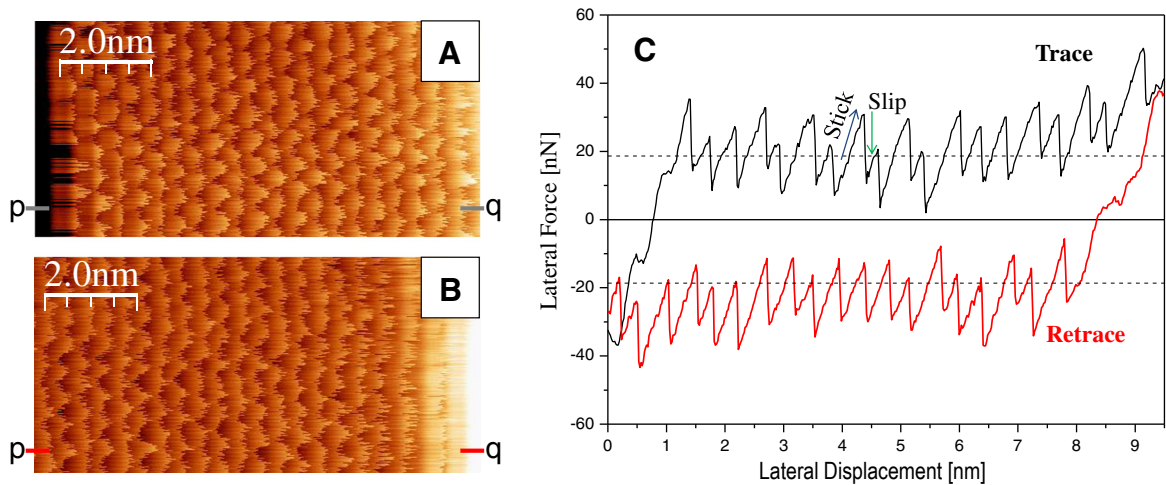 2.0nm
A
p
q
2.0nm
B
p
q
C
Trace
Stick
Slip
Retrace
Lateral Force [nN]
60
40
20
0
-20
-40
-60
0 1 2 3 4 5 6 7 8 9
Lateral Displacement [nm]